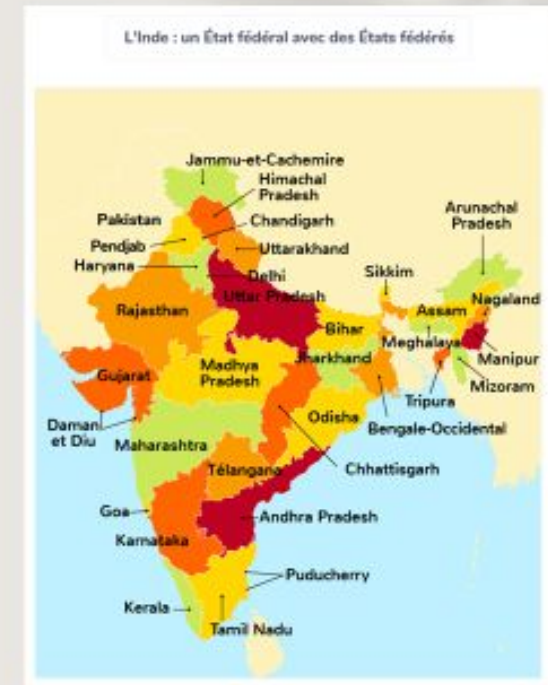 L'Inde : un État fédéral avec des États fédérés
Jammu-et-Cachemire
Himachal
Pradesh
Arunachal
Pradesh
Pakistan
Chandigarh
Pendjab
Uttarakhand
Haryana
Delhi
Sikkim
Uttar Pradesh
Nagaland
Rajasthan
Assam
Bihar
Meghalaya
Jharkhand
Manipur
Madhya
Pradesh
Gujarat
Mizoram
Tripura
Odisha
Daman
et Diu
Bengale-Occidental
Maharashtra
Télangana
Chhattisgarh
Goa
Andhra Pradesh
Karnataka
Puducherry
Kerala
Tamil Nadu